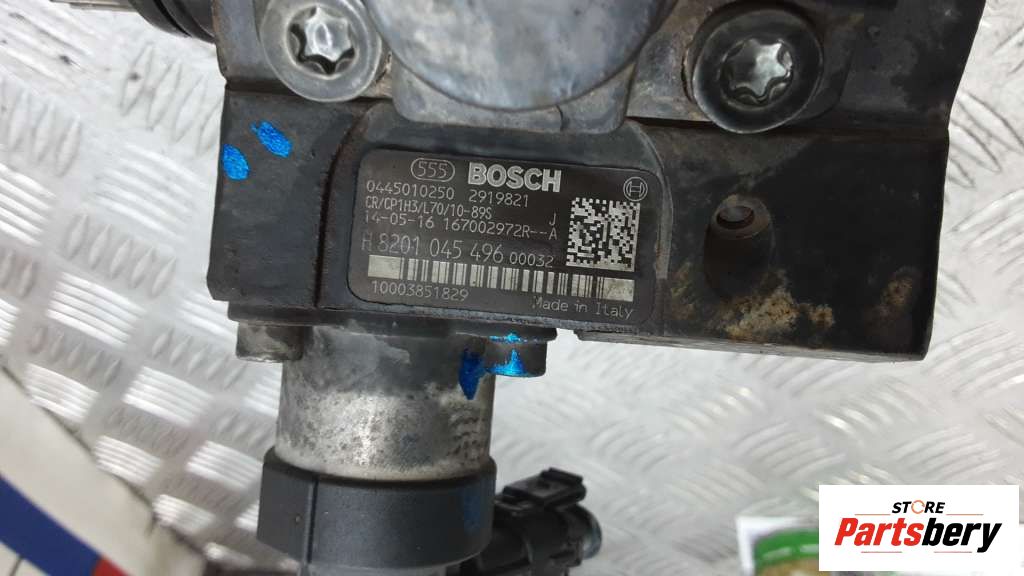 555 BOSCH
0445010250 2919821
CR/CP1H3/L70/10-89S J
14-05-16 167002972R--A
H 8201 045 496 00032
10003851829 Made in Italy
STORE
Partsbery